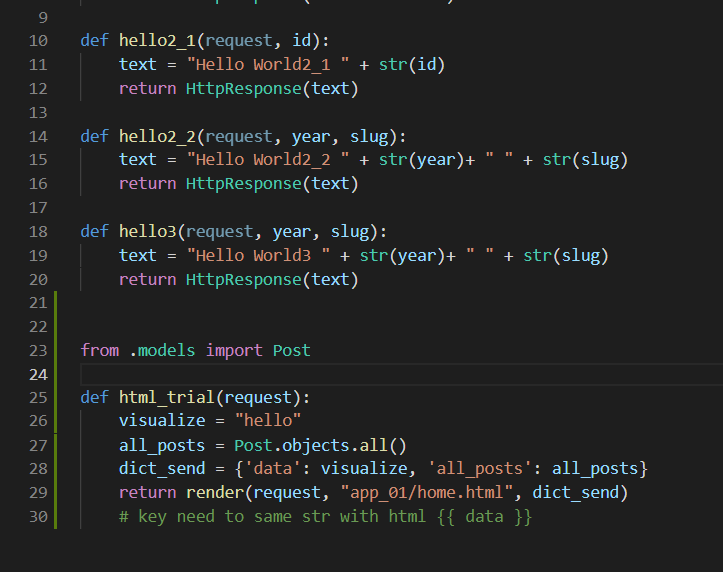 9
10 def hello2_1(request, id):
11     text = "Hello World2_1 " + str(id)
12     return HttpResponse(text)
13
14 def hello2_2(request, year, slug):
15     text = "Hello World2_2 " + str(year)+ " " + str(slug)
16     return HttpResponse(text)
17
18 def hello3(request, year, slug):
19     text = "Hello World3 " + str(year)+ " " + str(slug)
20     return HttpResponse(text)
21
22
23 from .models import Post
24
25 def html_trial(request):
26     visualize = "hello"
27     all_posts = Post.objects.all()
28     dict_send = {'data': visualize, 'all_posts': all_posts}
29     return render(request, "app_01/home.html", dict_send)
30     # key need to same str with html {{ data }}